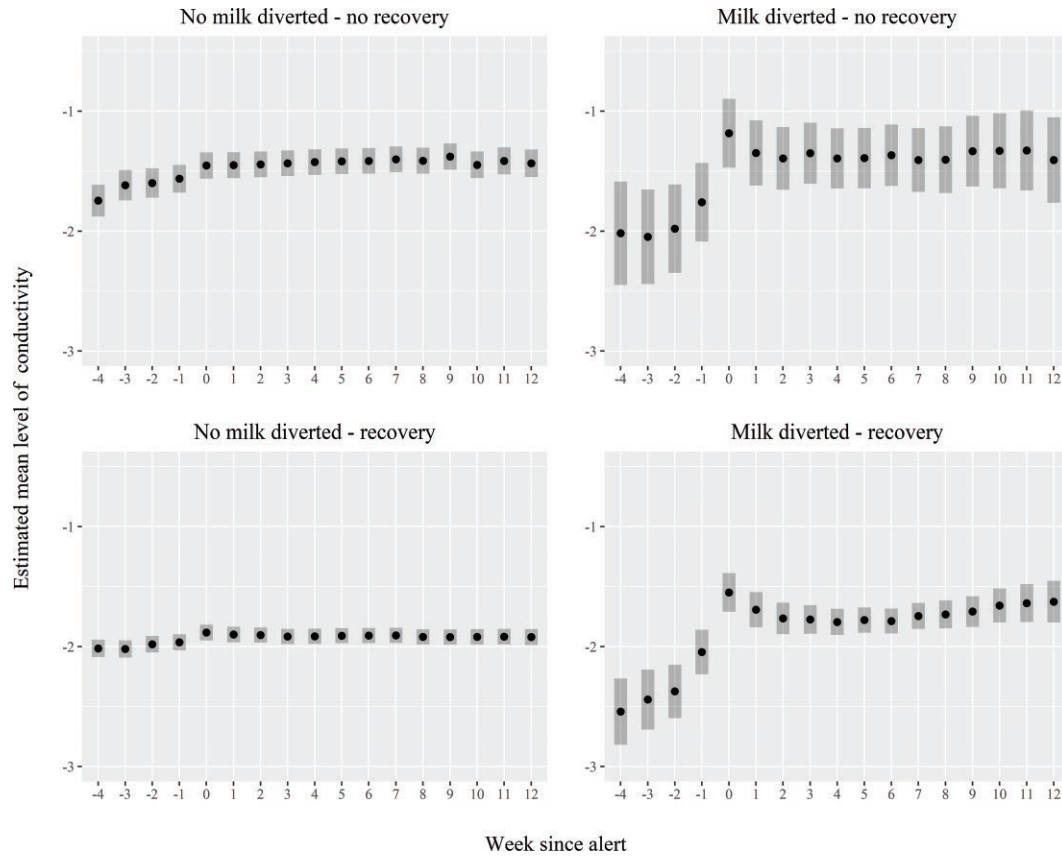 No milk diverted - no recovery
Milk diverted - no recovery
-1
-2
-3
-4 -3 -2 -1 0 1 2 3 4 5 6 7 8 9 10 11 12
-1
-2
-3
-4 -3 -2 -1 0 1 2 3 4 5 6 7 8 9 10 11 12
Estimated mean level of conductivity
No milk diverted - recovery
Milk diverted - recovery
-1
-2
-3
-4 -3 -2 -1 0 1 2 3 4 5 6 7 8 9 10 11 12
-1
-2
-3
-4 -3 -2 -1 0 1 2 3 4 5 6 7 8 9 10 11 12
Week since alert